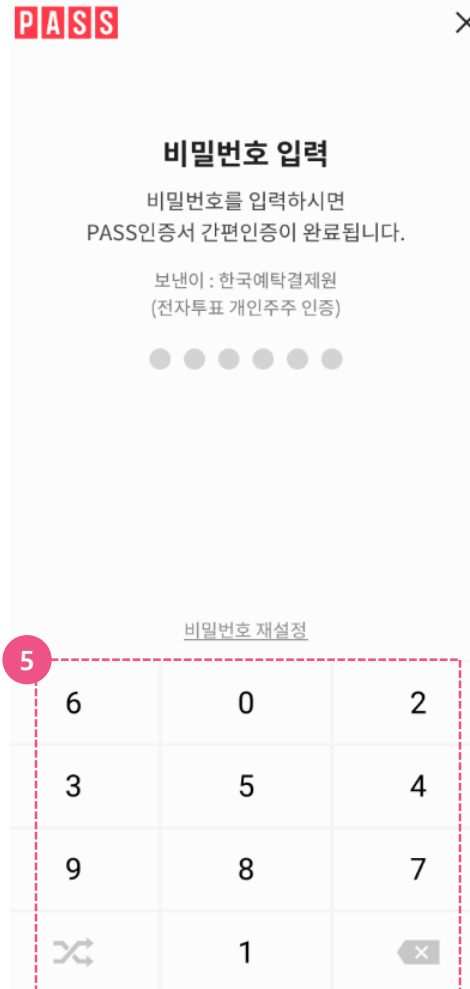 PASS
비밀번호 입력
비밀번호를 입력하시면
PASS인증서 간편인증이 완료됩니다.
보낸이 : 한국예탁결제원
(전자투표 개인주주 인증)
비밀번호 재설정
5
6 0 2
3 5 4
9 8 7
1